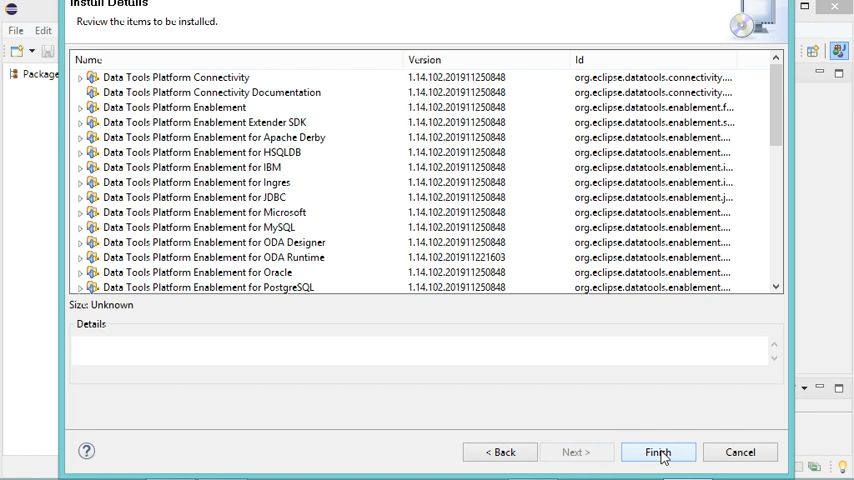 Install Details
File Edit
Review the items to be installed.
Package
Name Version Id
Data Tools Platform Connectivity 1.14.102.201911250848 org.eclipse.datatools.connectivity....
Data Tools Platform Connectivity Documentation 1.14.102.201911250848 org.eclipse.datatools.connectivity....
Data Tools Platform Enablement 1.14.102.201911250848 org.eclipse.datatools.enablement.f...
Data Tools Platform Enablement Extender SDK 1.14.102.201911250848 org.eclipse.datatools.enablement.s...
Data Tools Platform Enablement for Apache Derby 1.14.102.201911250848 org.eclipse.datatools.enablement....
Data Tools Platform Enablement for HSQLDB 1.14.102.201911250848 org.eclipse.datatools.enablement....
Data Tools Platform Enablement for IBM 1.14.102.201911250848 org.eclipse.datatools.enablement.i...
Data Tools Platform Enablement for Ingres 1.14.102.201911250848 org.eclipse.datatools.enablement.i...
Data Tools Platform Enablement for JDBC 1.14.102.201911250848 org.eclipse.datatools.enablement.j...
Data Tools Platform Enablement for Microsoft 1.14.102.201911250848 org.eclipse.datatools.enablement....
Data Tools Platform Enablement for MySQL 1.14.102.201911250848 org.eclipse.datatools.enablement....
Data Tools Platform Enablement for ODA Designer 1.14.102.201911250848 org.eclipse.datatools.enablement....
Data Tools Platform Enablement for ODA Runtime 1.14.102.201911221603 org.eclipse.datatools.enablement....
Data Tools Platform Enablement for Oracle 1.14.102.201911250848 org.eclipse.datatools.enablement....
Data Tools Platform Enablement for PostgreSQL 1.14.102.201911250848 org.eclipse.datatools.enablement....
Size: Unknown
Details
? < Back Next > Finish Cancel